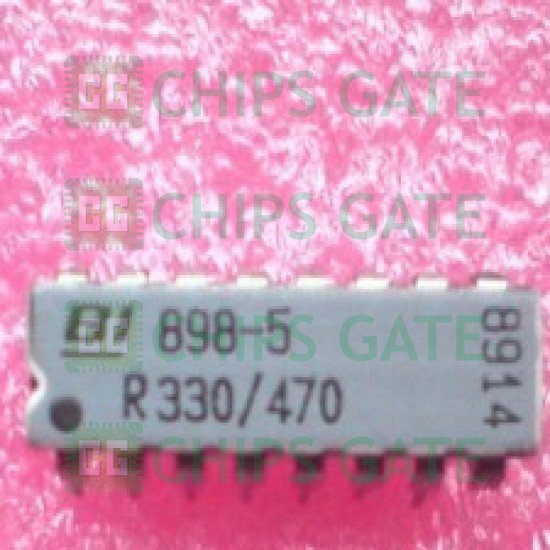 CHIPS GATE
CHIPS GATE
BI 898-5
CHIPS GATE
R330/470
8914
CHIPS GATE